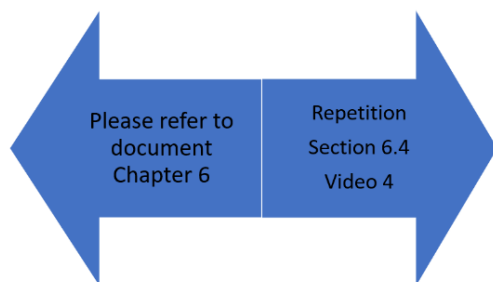 Please refer to
document
Chapter 6
Repetition
Section 6.4
Video 4